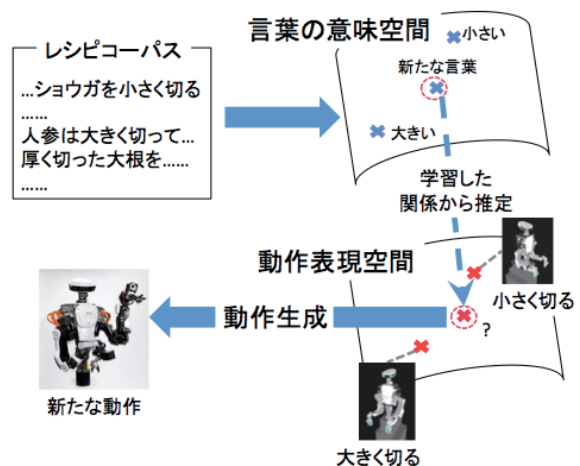 レシピコーパス
...ショウガを小さく切る
......
人参は大きく切って...
厚く切った大根を......
......
言葉の意味空間
小さい
新たな言葉
大きい
学習した
関係から推定
動作表現空間
小さく切る
?
動作生成
新たな動作
大きく切る